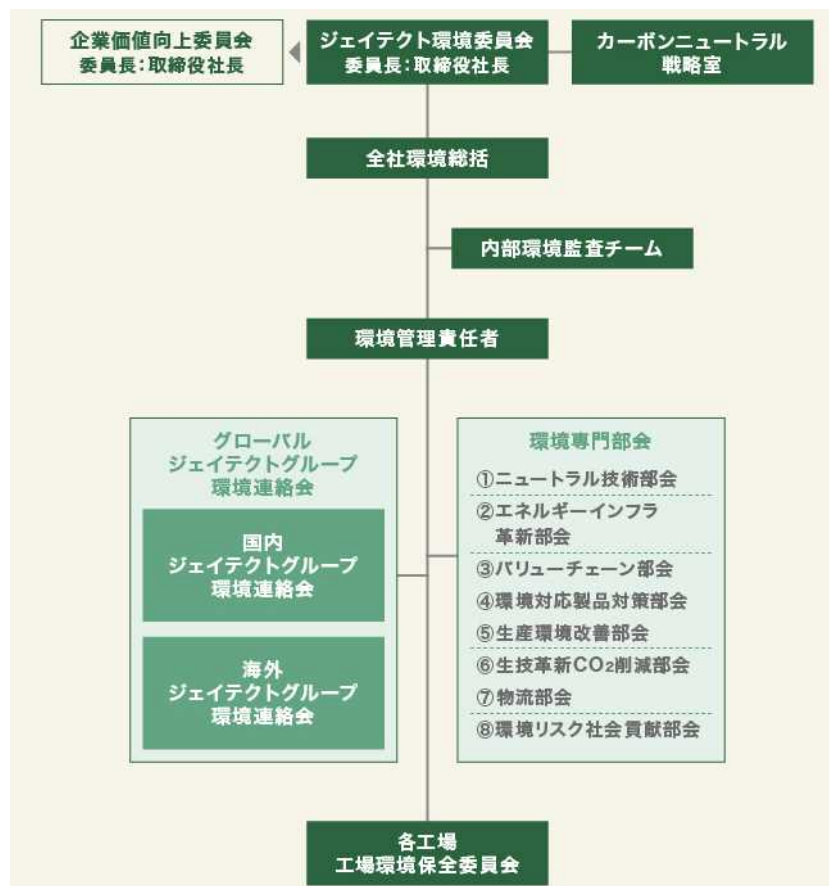 企業価値向上委員会
委員長:取締役社長
ジェイテクト環境委員会
委員長:取締役社長
カーボンニュートラル
戦略室
全社環境総括
内部環境監査チーム
環境管理責任者
グローバル
ジェイテクトグループ
環境連絡会
国内
ジェイテクトグループ
環境連絡会
海外
ジェイテクトグループ
環境連絡会
環境専門部会
①ニュートラル技術部会
②エネルギーインフラ
革新部会
③バリューチェーン部会
④環境対応製品対策部会
⑤生産環境改善部会
⑥生技革新CO₂削減部会
⑦物流部会
⑧環境リスク社会貢献部会
各工場
工場環境保全委員会